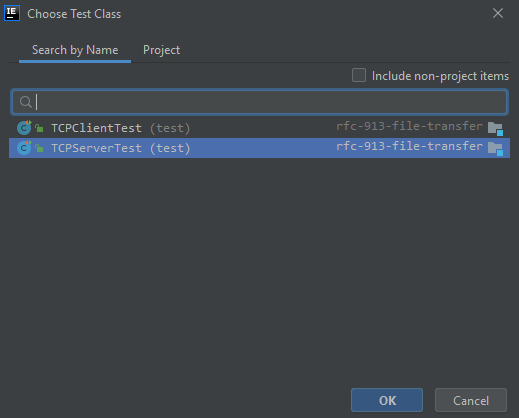 IE Choose Test Class
Search by Name Project
Include non-project items
C TCPClientTest (test) rfc-913-file-transfer
C TCPServerTest (test) rfc-913-file-transfer
OK Cancel